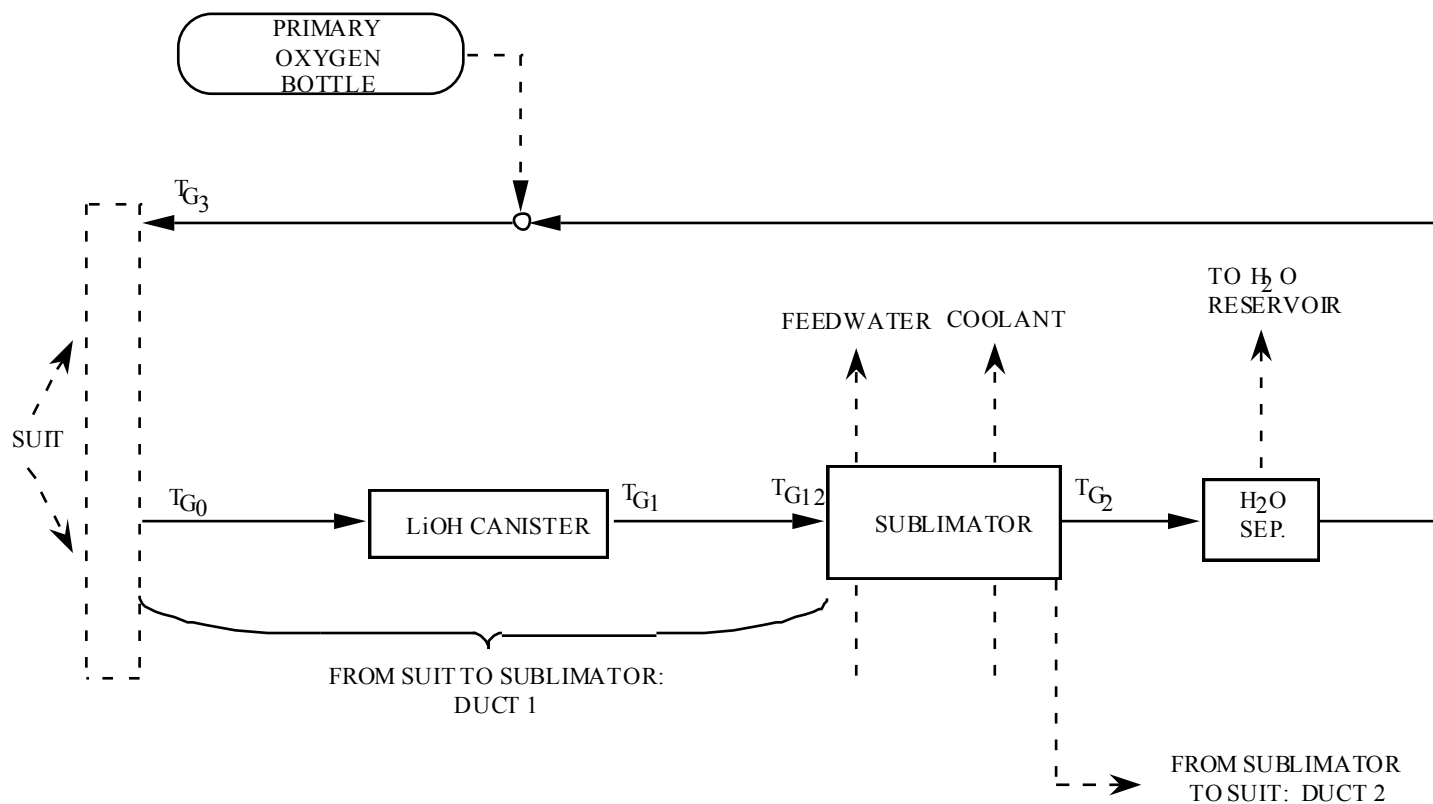 PRIMARY
OXYGEN
BOTTLE
TG3
TO H2O
RESERVOIR
FEEDWATER
COOLANT
SUIT
TG0
LiOH CANISTER
TG1
TG12
SUBLIMATOR
TG2
H2O
SEP.
FROM SUIT TO SUBLIMATOR:
DUCT 1
FROM SUBLIMATOR
TO SUIT: DUCT 2